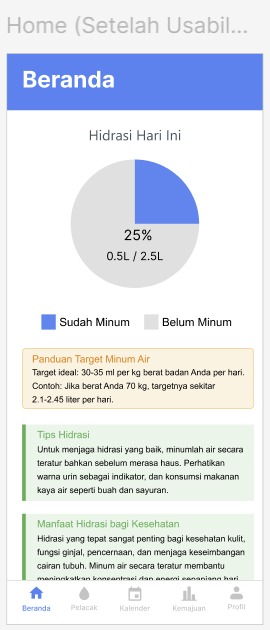 Home (Setelah Usabil...
Beranda
Hidrasi Hari Ini
25%
0.5L / 2.5L
Sudah Minum
Belum Minum
Panduan Target Minum Air
Target ideal: 30-35 ml per kg berat badan Anda per hari.
Contoh: Jika berat Anda 70 kg, targetnya sekitar
2.1-2.45 liter per hari.
Tips Hidrasi
Untuk menjaga hidrasi yang baik, minumlah air secara
teratur bahkan sebelum merasa haus. Perhatikan
warna urin sebagai indikator, dan konsumsi makanan
kaya air seperti buah dan sayuran.
Manfaat Hidrasi bagi Kesehatan
Hidrasi yang tepat sangat penting bagi kesehatan kulit,
fungsi ginjal, pencernaan, dan menjaga keseimbangan
cairan tubuh. Minum air secara teratur membantu
meningkatkan konsentrasi dan energi sepanjang hari.
Beranda
Pelacak
Kalender
Kemajuan
Profil